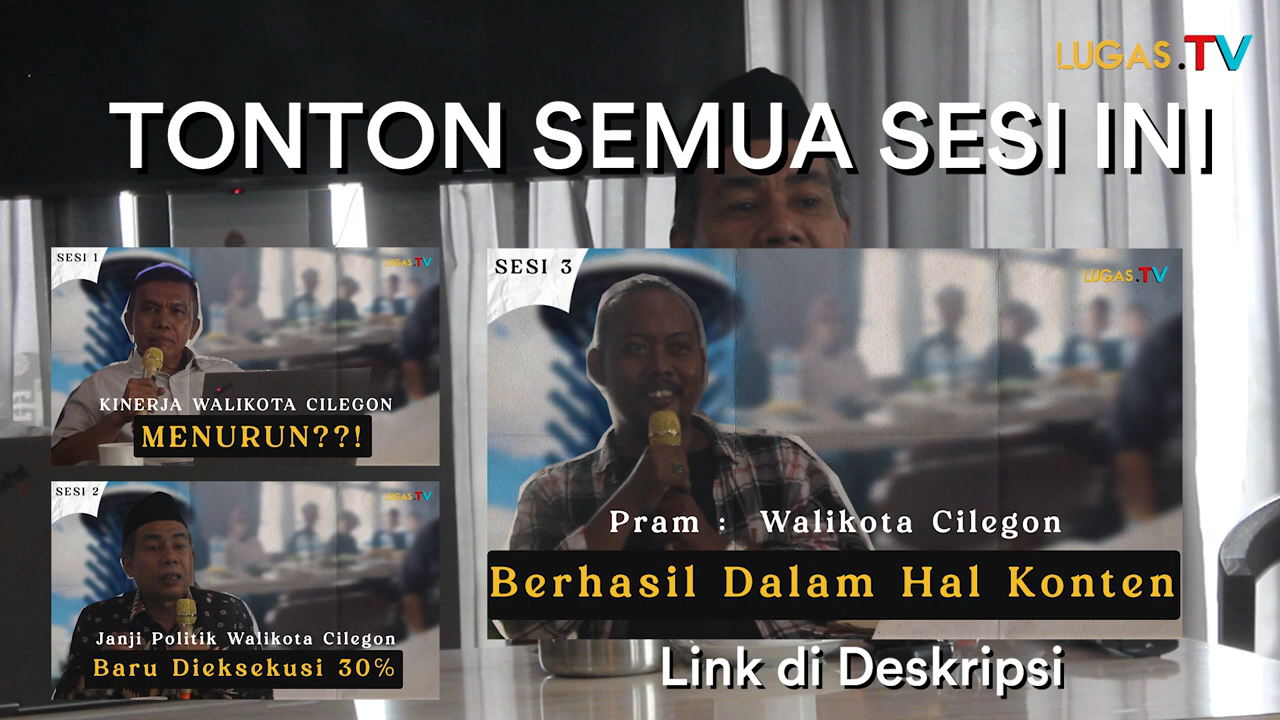 LUGAS.TV
TONTON SEMUA SESI INI
SESI 1
LUGAS.TV
KINERJA WALIKOTA CILEGON
MENURUN??!
SESI 2
LUGAS.TV
Janji Politik Walikota Cilegon
Baru Dieksekusi 30%
SESI 3
LUGAS.TV
Pram : Walikota Cilegon
Berhasil Dalam Hal Konten
Link di Deskripsi